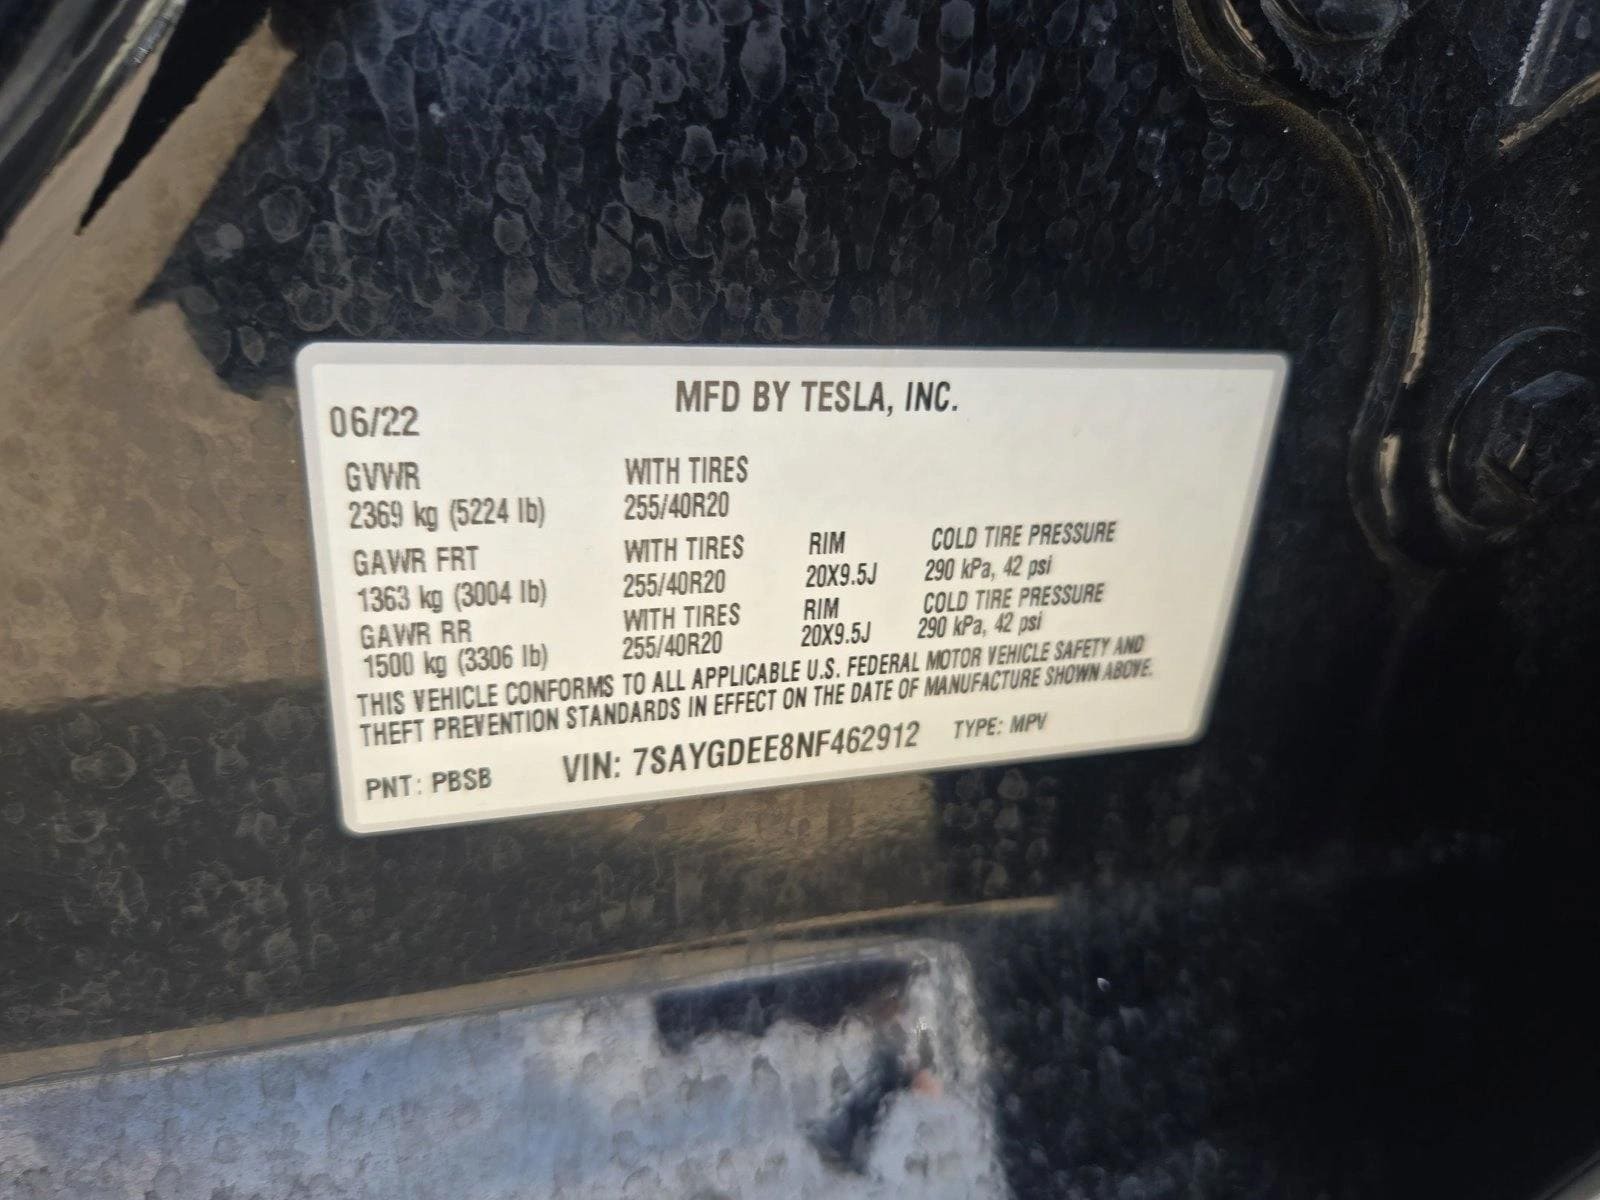 MFD BY TESLA, INC.
06/22
GVWR WITH TIRES
2369 kg (5224 lb) 255/40R20
GAWR FRT WITH TIRES RIM COLD TIRE PRESSURE
1363 kg (3004 lb) 255/40R20 20X9.5J 290 kPa, 42 psi
GAWR RR WITH TIRES RIM COLD TIRE PRESSURE
1500 kg (3306 lb) 255/40R20 20X9.5J 290 kPa, 42 psi
THIS VEHICLE CONFORMS TO ALL APPLICABLE U.S. FEDERAL MOTOR VEHICLE SAFETY AND
THEFT PREVENTION STANDARDS IN EFFECT ON THE DATE OF MANUFACTURE SHOWN ABOVE.
PNT: PBSB VIN: 7SAYGDEE8NF462912 TYPE: MPV